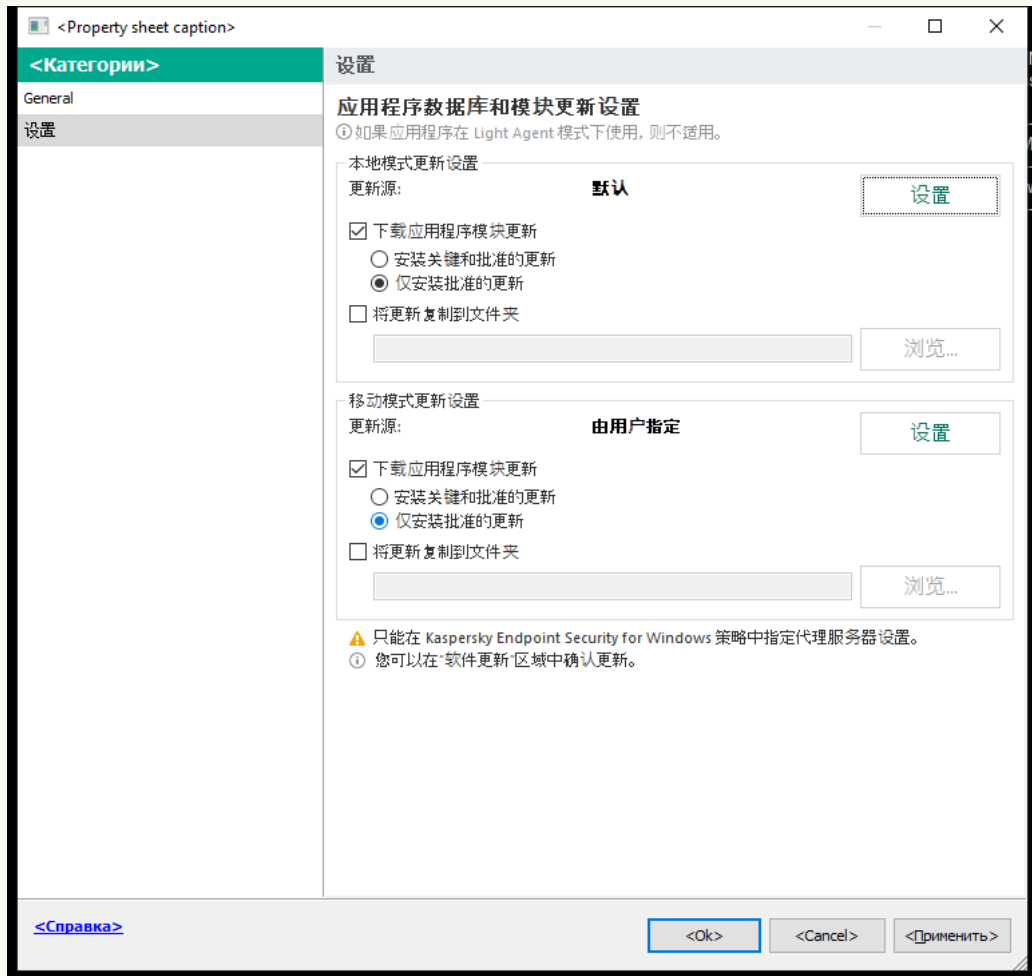 <Property sheet caption>
<Категории>
General
设置
设置
应用程序数据库和模块更新设置
如果应用程序在 Light Agent 模式下使用, 则不适用。
本地模式更新设置
更新源: 默认 设置
下载应用程序模块更新
安装关键和批准的更新
仅安装批准的更新
将更新复制到文件夹
浏览...
移动模式更新设置
更新源: 由用户指定 设置
下载应用程序模块更新
安装关键和批准的更新
仅安装批准的更新
将更新复制到文件夹
浏览...
只能在 Kaspersky Endpoint Security for Windows 策略中指定代理服务器设置。
您可以在"软件更新"区域中确认更新。
<Справка>
<Ok> <Cancel> <Применить>